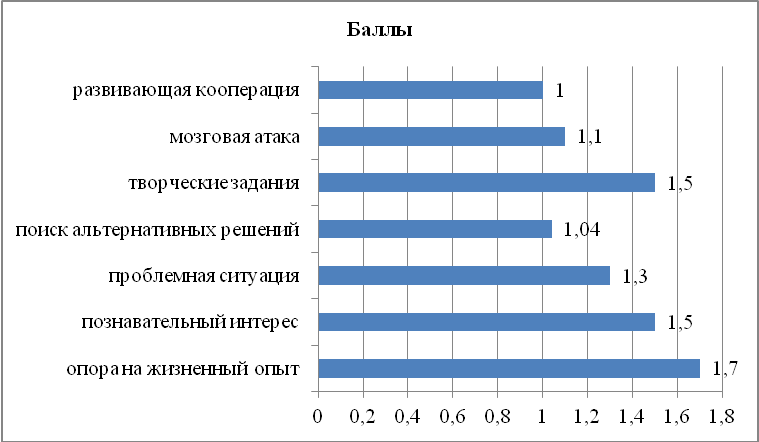 Баллы
развивающая кооперация 1
мозговая атака 1,1
творческие задания 1,5
поиск альтернативных решений 1,04
проблемная ситуация 1,3
познавательный интерес 1,5
опора на жизненный опыт 1,7
0 0,2 0,4 0,6 0,8 1 1,2 1,4 1,6 1,8